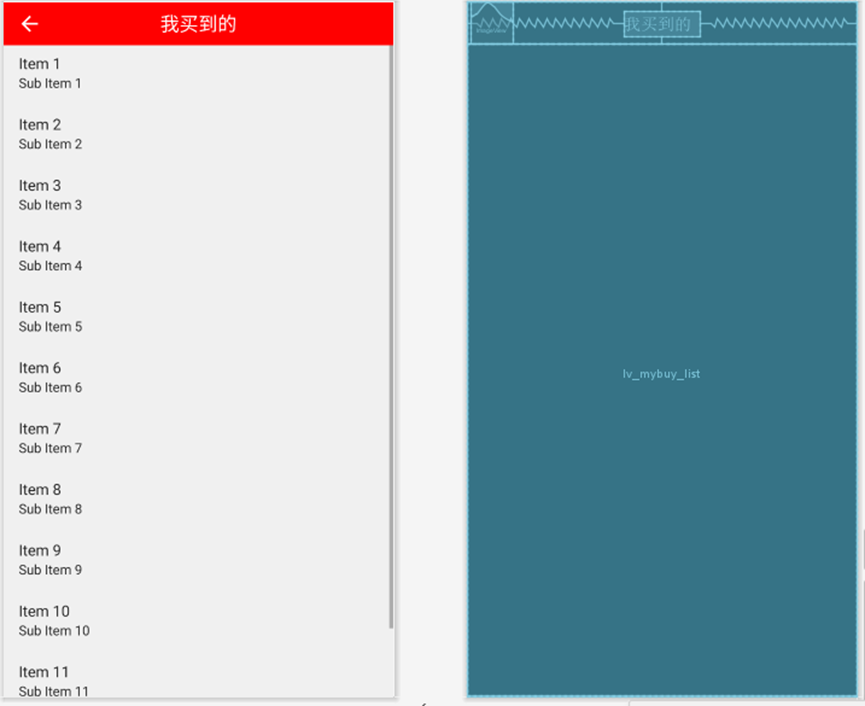 我买到的
Item 1
Sub Item 1
Item 2
Sub Item 2
Item 3
Sub Item 3
Item 4
Sub Item 4
Item 5
Sub Item 5
Item 6
Sub Item 6
Item 7
Sub Item 7
Item 8
Sub Item 8
Item 9
Sub Item 9
Item 10
Sub Item 10
Item 11
Sub Item 11
ImageView
我买到的
lv_mybuy_list